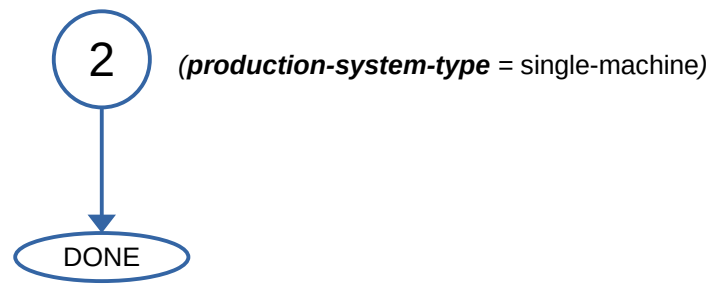 2
(production-system-type = single-machine)
DONE